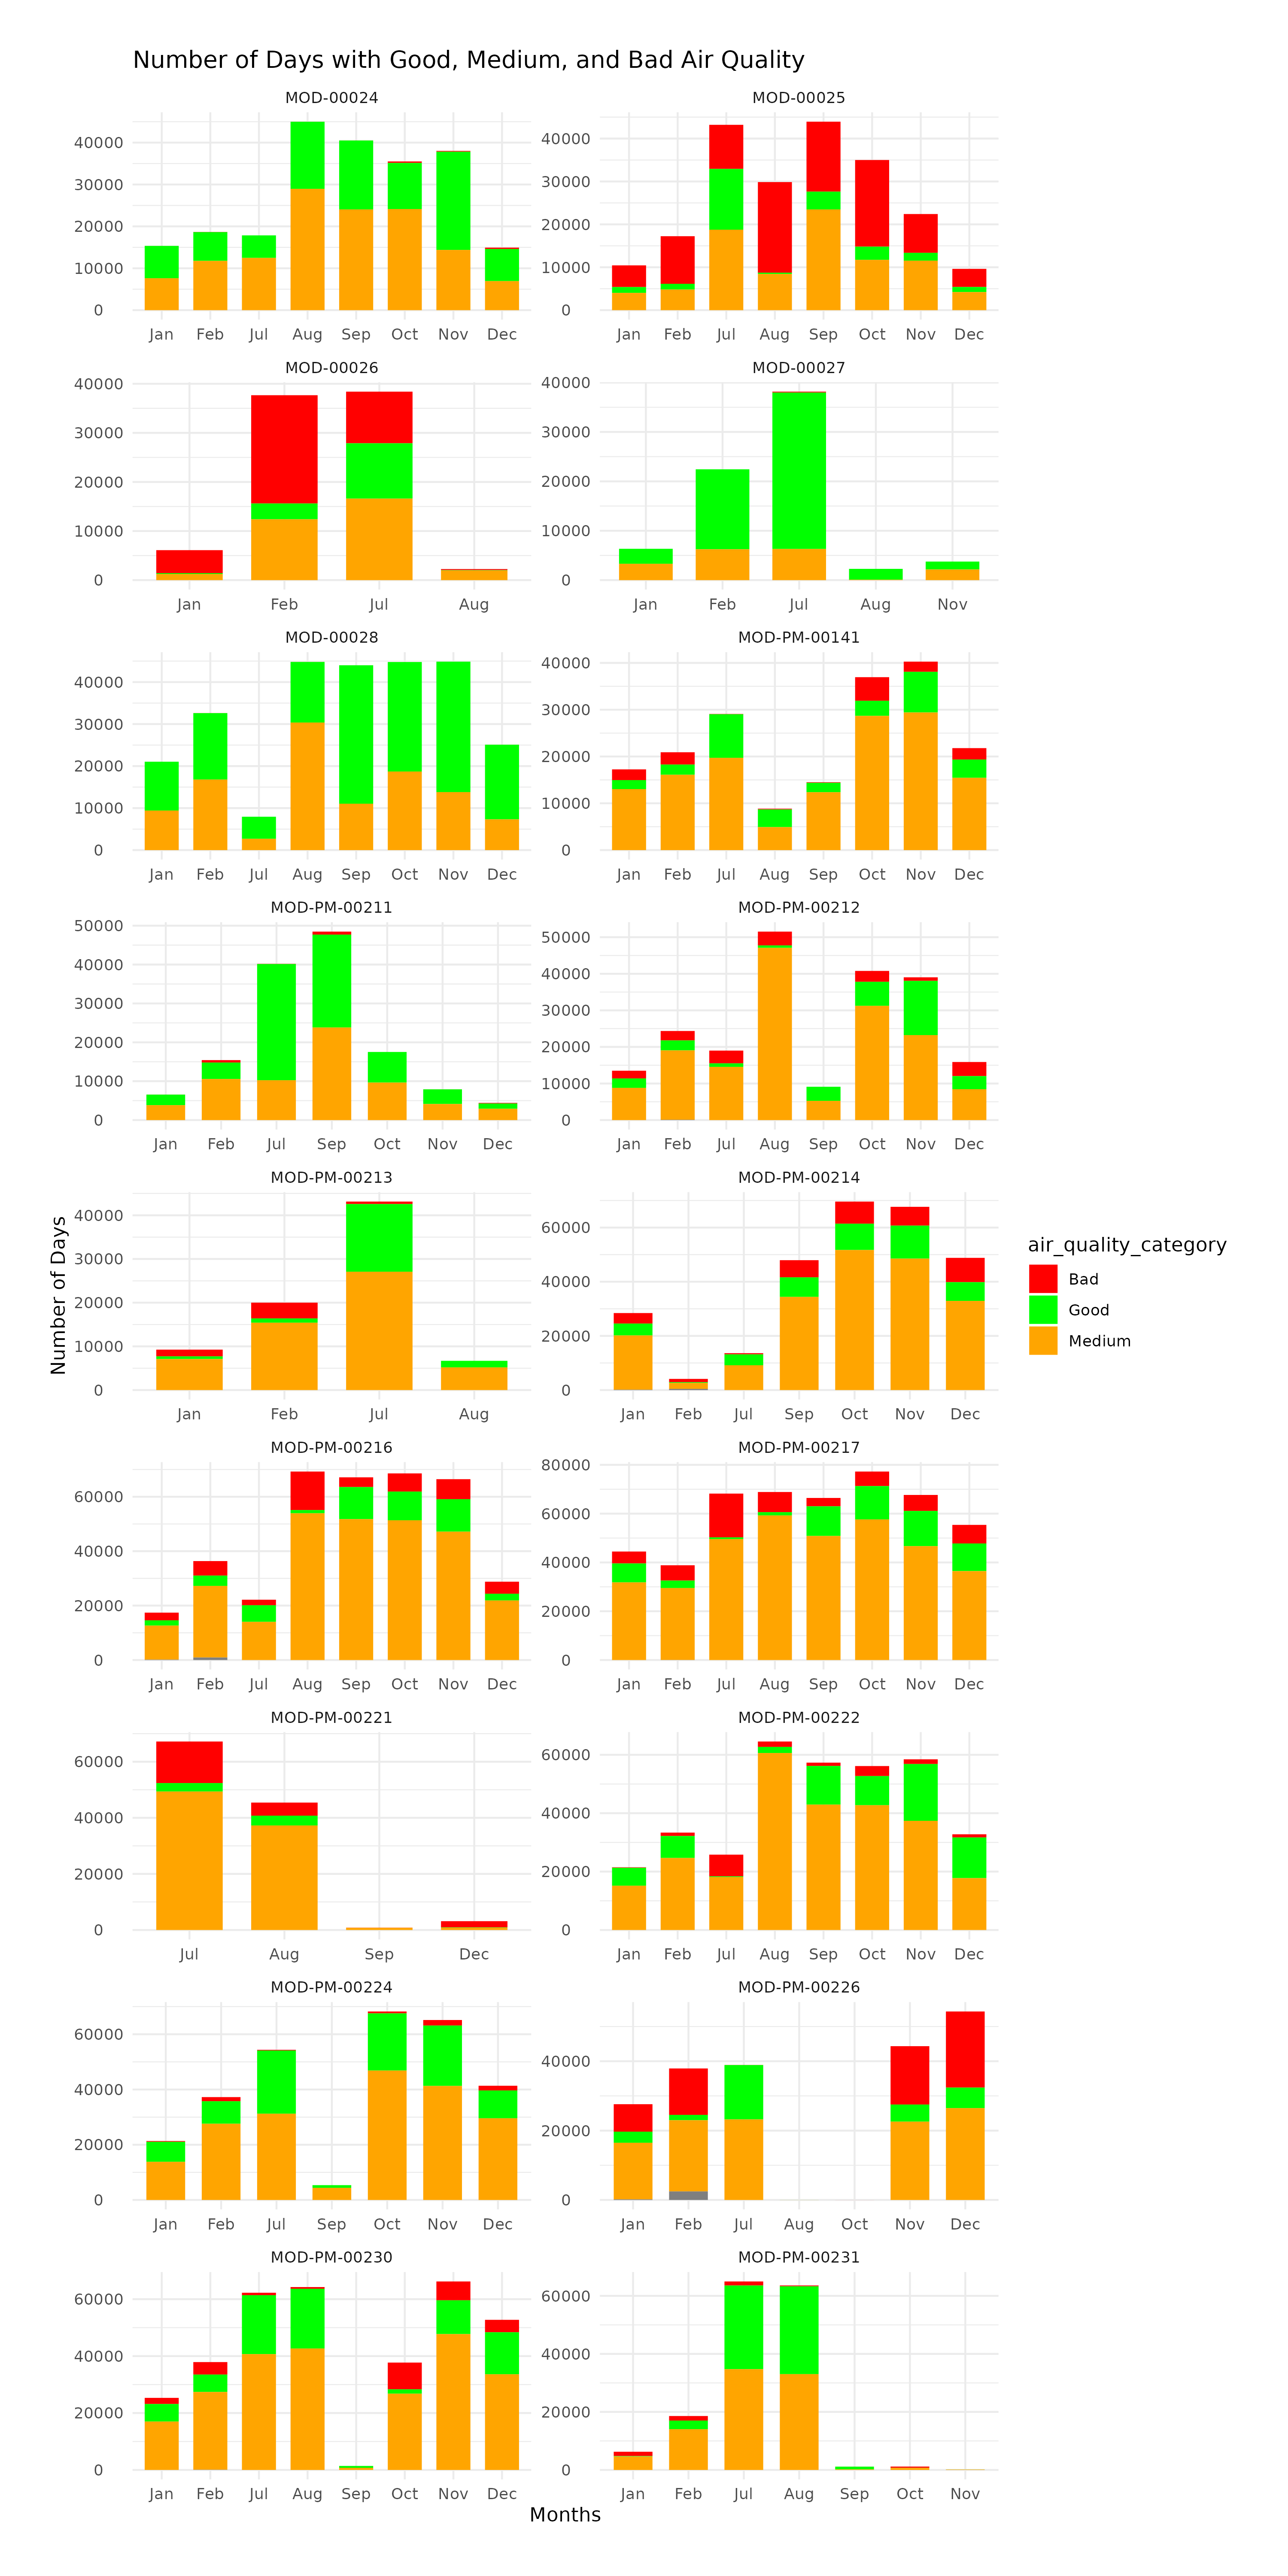 Number of Days with Good, Medium, and Bad Air Quality
MOD-00024
MOD-00025
40000
30000
20000
10000
0
40000
30000
20000
10000
0
Jan Feb Jul Aug Sep Oct Nov Dec
Jan Feb Jul Aug Sep Oct Nov Dec
MOD-00026
MOD-00027
40000
30000
20000
10000
0
40000
30000
20000
10000
0
Jan Feb Jul Aug
Jan Feb Jul Aug Nov
MOD-00028
MOD-PM-00141
40000
30000
20000
10000
0
40000
30000
20000
10000
0
Jan Feb Jul Aug Sep Oct Nov Dec
Jan Feb Jul Aug Sep Oct Nov Dec
MOD-PM-00211
MOD-PM-00212
50000
40000
30000
20000
10000
0
50000
40000
30000
20000
10000
0
Jan Feb Jul Sep Oct Nov Dec
Jan Feb Jul Aug Sep Oct Nov Dec
MOD-PM-00213
MOD-PM-00214
40000
30000
20000
10000
0
60000
40000
20000
0
Jan Feb Jul Aug
Jan Feb Jul Sep Oct Nov Dec
Number of Days
air_quality_category
Bad
Good
Medium
MOD-PM-00216
MOD-PM-00217
60000
40000
20000
0
80000
60000
40000
20000
0
Jan Feb Jul Aug Sep Oct Nov Dec
Jan Feb Jul Aug Sep Oct Nov Dec
MOD-PM-00221
MOD-PM-00222
60000
40000
20000
0
60000
40000
20000
0
Jul Aug Sep Dec
Jan Feb Jul Aug Sep Oct Nov Dec
MOD-PM-00224
MOD-PM-00226
60000
40000
20000
0
40000
20000
0
Jan Feb Jul Sep Oct Nov Dec
Jan Feb Jul Aug Oct Nov Dec
MOD-PM-00230
MOD-PM-00231
60000
40000
20000
0
60000
40000
20000
0
Jan Feb Jul Aug Sep Oct Nov Dec
Jan Feb Jul Aug Sep Oct Nov
Months